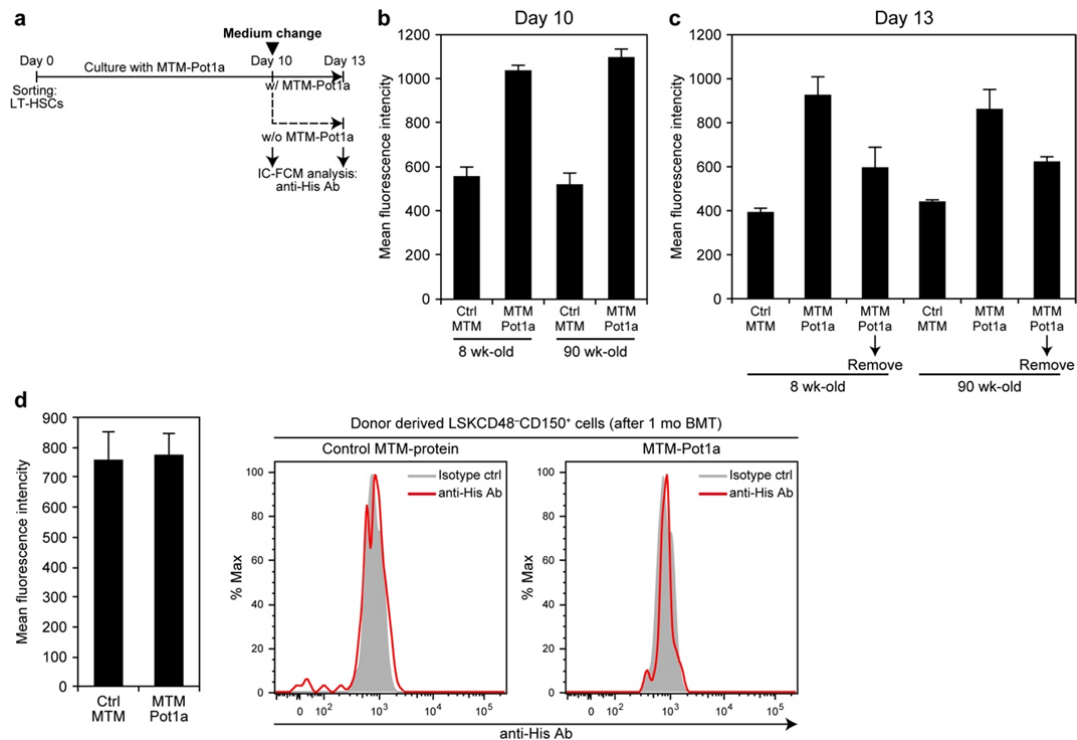 a
Medium change
Day 0
Culture with MTM-Pot1a
Day 10
Day 13
w/ MTM-Pot1a
Sorting:
LT-HSCs
w/o MTM-Pot1a
IC-FCM analysis:
anti-His Ab
b
Day 10
Mean fluorescence intencity
1200
1000
800
600
400
200
0
Ctrl MTM Ctrl MTM
MTM Pot1a MTM Pot1a
8 wk-old 90 wk-old
c
Day 13
Mean fluorescence intencity
1200
1000
800
600
400
200
0
Ctrl MTM MTM Ctrl MTM MTM
MTM Pot1a Pot1a MTM Pot1a Pot1a
Remove Remove
8 wk-old 90 wk-old
d
Mean fluorescence intencity
900
800
700
600
500
400
300
200
100
0
Ctrl MTM
MTM Pot1a
Donor derived LSKCD48⁻CD150⁺ cells (after 1 mo BMT)
Control MTM-protein
% Max
100
80
60
40
20
0
Isotype ctrl
anti-His Ab
0 10² 10³ 10⁴ 10⁵
MTM-Pot1a
% Max
100
80
60
40
20
0
Isotype ctrl
anti-His Ab
0 10² 10³ 10⁴ 10⁵
anti-His Ab